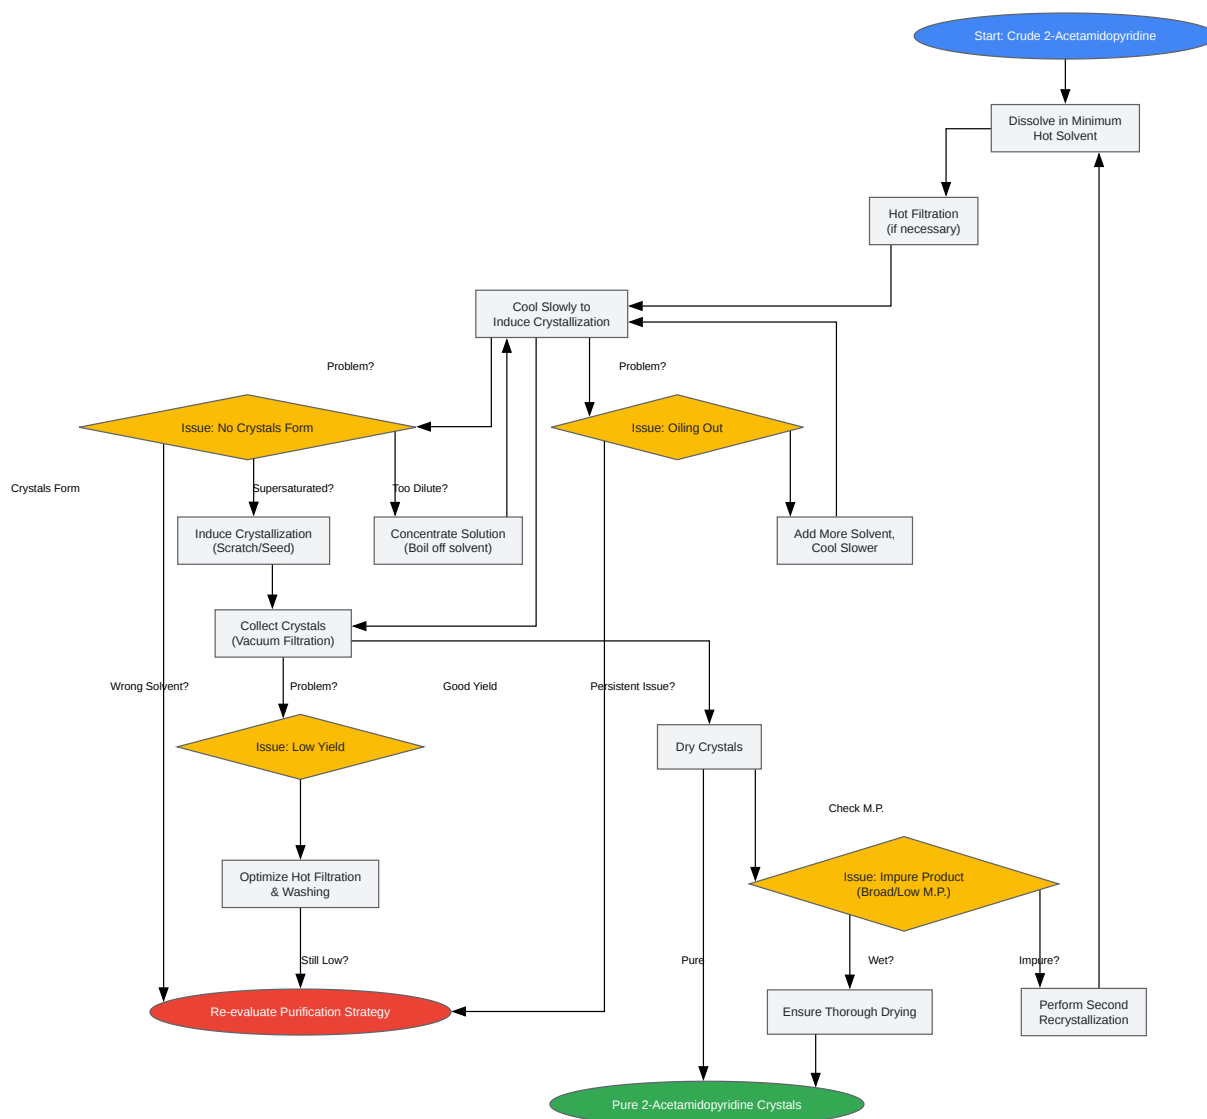 Start: Crude 2-Acetamidopyridine
Dissolve in Minimum
Hot Solvent
Hot Filtration
(if necessary)
Cool Slowly to
Induce Crystallization
Problem?
Problem?
Issue: No Crystals Form
Issue: Oiling Out
Crystals Form
Supersaturated?
Too Dilute?
Induce Crystallization
(Scratch/Seed)
Concentrate Solution
(Boil off solvent)
Add More Solvent,
Cool Slower
Collect Crystals
(Vacuum Filtration)
Wrong Solvent?
Problem?
Good Yield
Persistent Issue?
Issue: Low Yield
Dry Crystals
Check M.P.
Optimize Hot Filtration
& Washing
Issue: Impure Product
(Broad/Low M.P.)
Still Low?
Pure
Wet?
Impure?
Re-evaluate Purification Strategy
Ensure Thorough Drying
Perform Second
Recrystallization
Pure 2-Acetamidopyridine Crystals